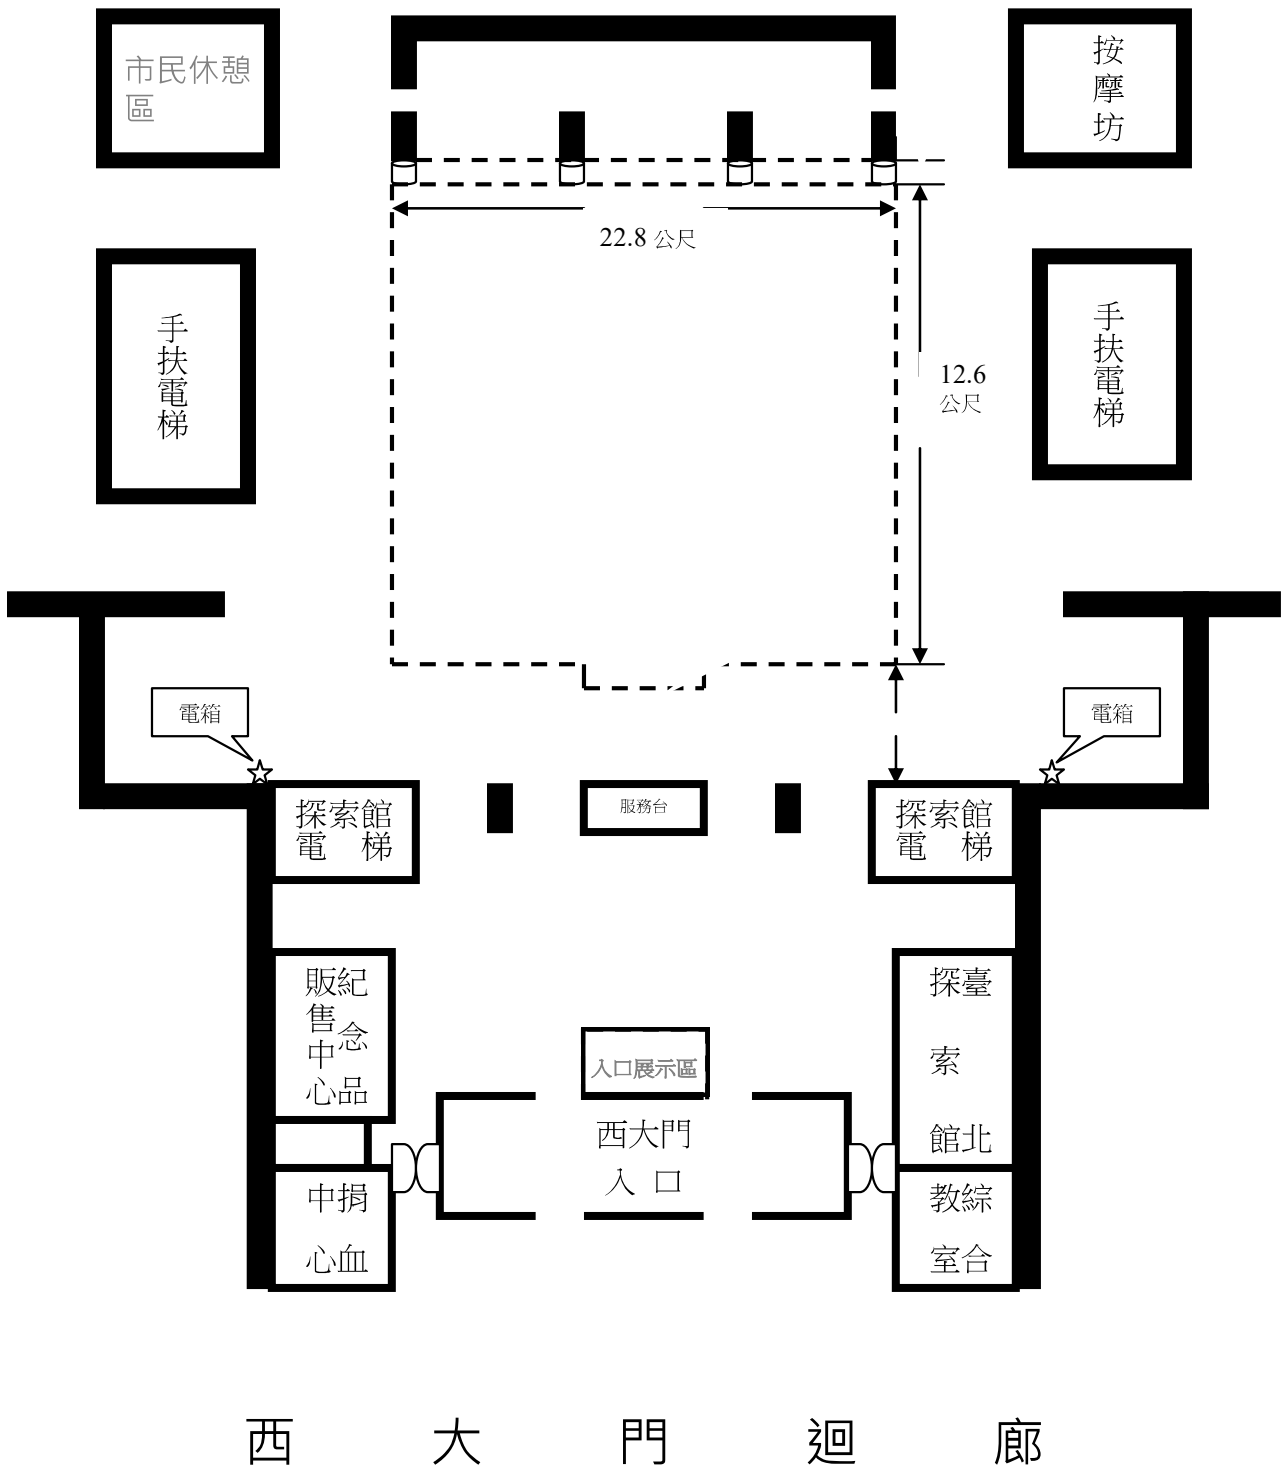 市民休憩
區
按摩坊
22.8 公尺
手扶電梯
12.6
公尺
手扶電梯
電箱
電箱
探索館
電 梯
服務台
探索館
電 梯
紀念品
販售中心
臺北
探索館
入口展示區
西大門
入 口
捐血
中心
綜合
教室
西 大 門 迴 廊